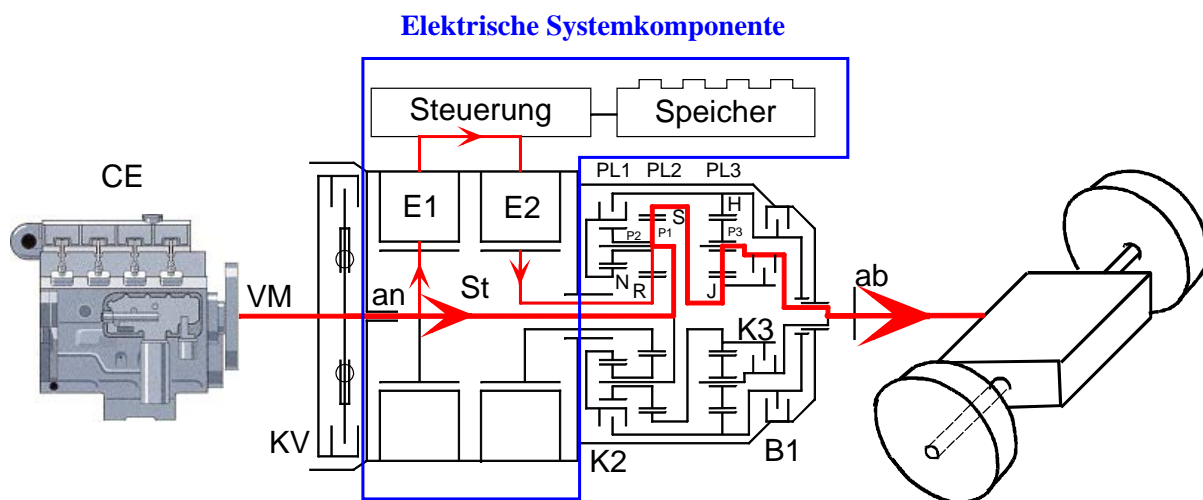 Elektrische Systemkomponente
Steuerung
Speicher
CE
PL1 PL2 PL3
E1
E2
S
H
P2
P1
P3
N
R
J
VM
an
St
ab
K3
KV
K2
B1